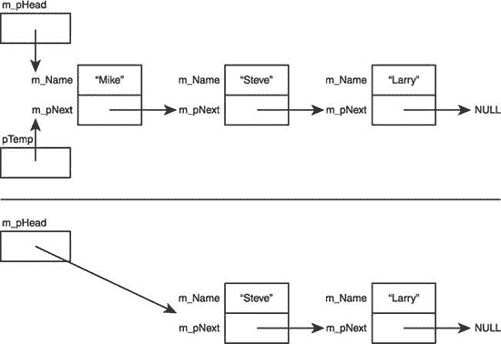 m_pHead
m_Name "Mike" m_Name "Steve" m_Name "Larry"
m_pNext m_pNext m_pNext NULL
pTemp
m_pHead
m_Name "Steve" m_Name "Larry"
m_pNext m_pNext NULL